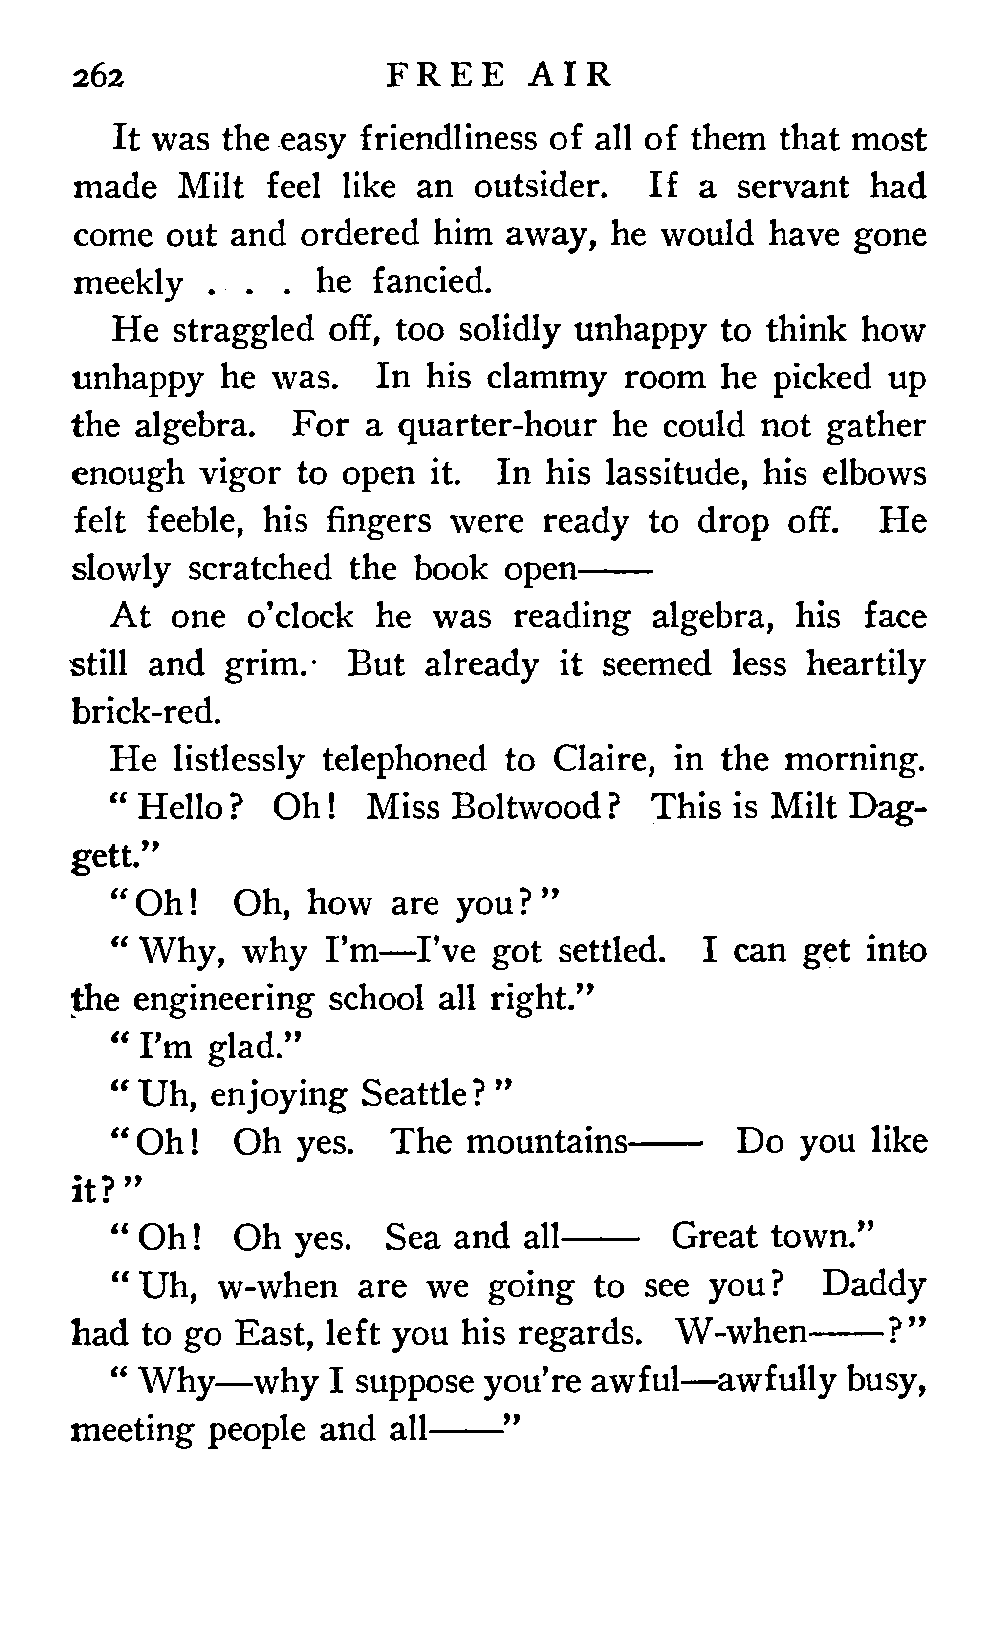 262 FREE AIR
It was the easy friendliness of all of them that most
made Milt feel like an outsider. If a servant had
come out and ordered him away, he would have gone
meekly . . . he fancied.
He straggled off, too solidly unhappy to think how
unhappy he was. In his clammy room he picked up
the algebra. For a quarter-hour he could not gather
enough vigor to open it. In his lassitude, his elbows
felt feeble, his fingers were ready to drop off. He
slowly scratched the book open——
At one o'clock he was reading algebra, his face
still and grim. But already it seemed less heartily
brick-red.
He listlessly telephoned to Claire, in the morning.
“ Hello? Oh! Miss Boltwood? This is Milt Dag-
gett.”
“ Oh! Oh, how are you? ”
“ Why, why I'm—I've got settled. I can get into
the engineering school all right.”
“ I'm glad.”
“ Uh, enjoying Seattle? ”
“ Oh! Oh yes. The mountains—— Do you like
it? ”
“ Oh! Oh yes. Sea and all—— Great town.”
“ Uh, w-when are we going to see you? Daddy
had to go East, left you his regards. W-when——? ”
“ Why—why I suppose you're awful—awfully busy,
meeting people and all——”